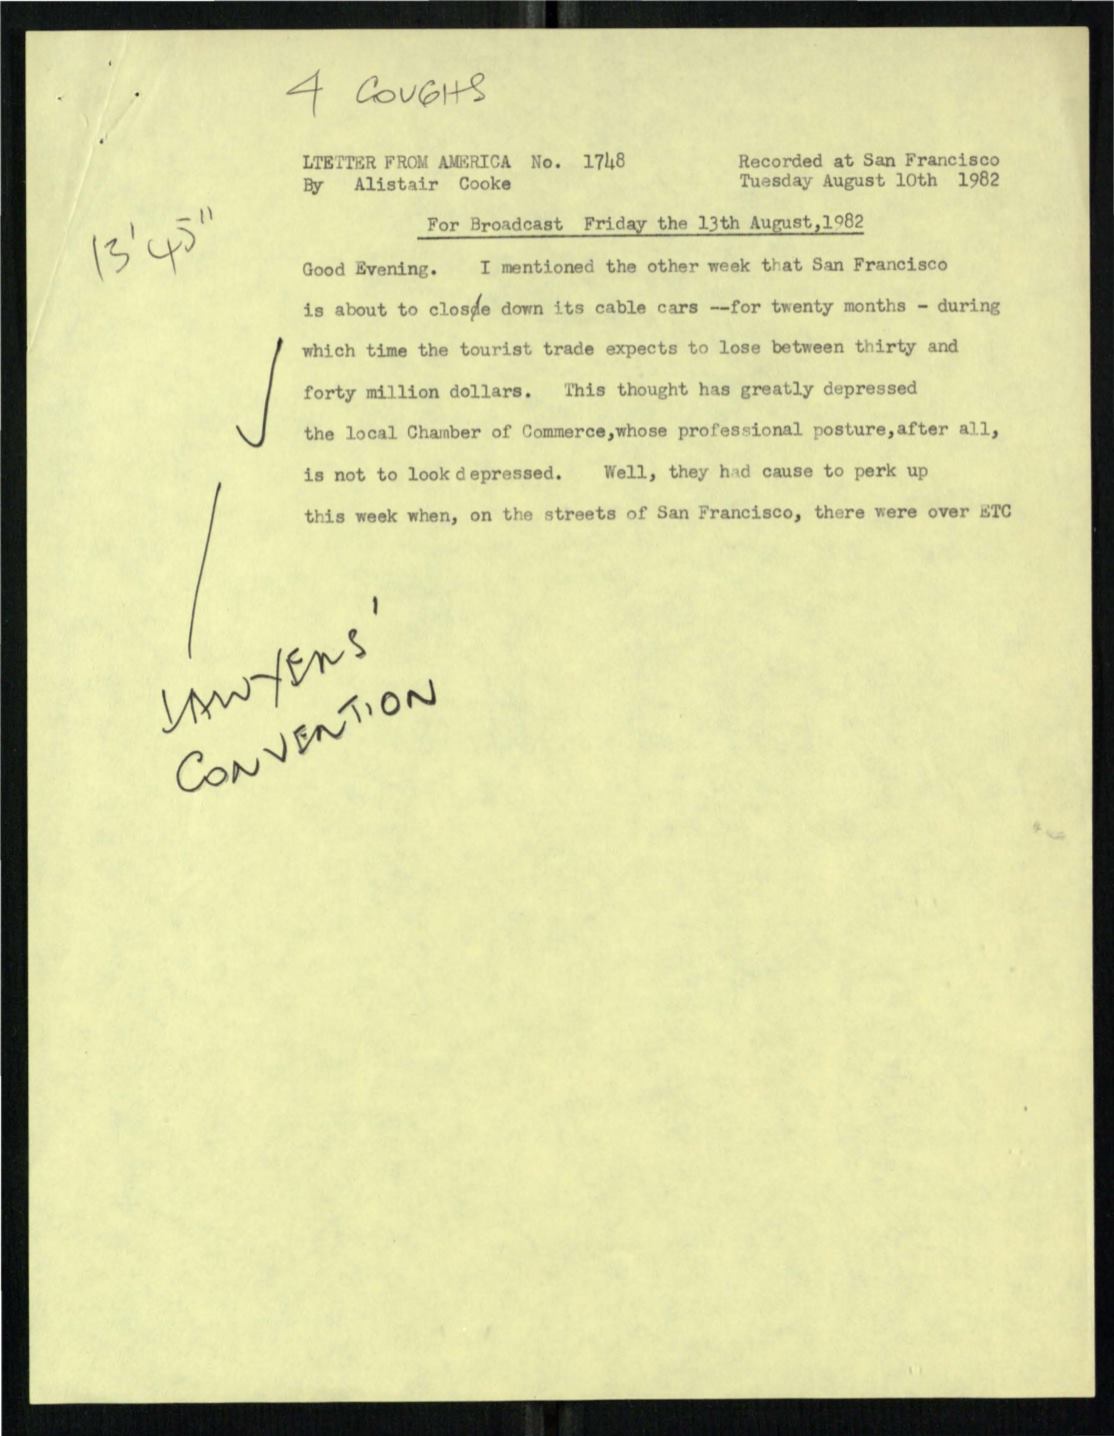 4 COUGHS
LTETTER FROM AMERICA No. 1748
Recorded at San Francisco
By Alistair Cooke
Tuesday August 10th 1982
13' 45"
For Broadcast Friday the 13th August,1982
Good Evening. I mentioned the other week that San Francisco
is about to close down its cable cars --for twenty months - during
which time the tourist trade expects to lose between thirty and
forty million dollars. This thought has greatly depressed
the local Chamber of Commerce,whose professional posture,after all,
is not to look depressed. Well, they had cause to perk up
this week when, on the streets of San Francisco, there were over ETC
LAWYERS'
CONVENTION